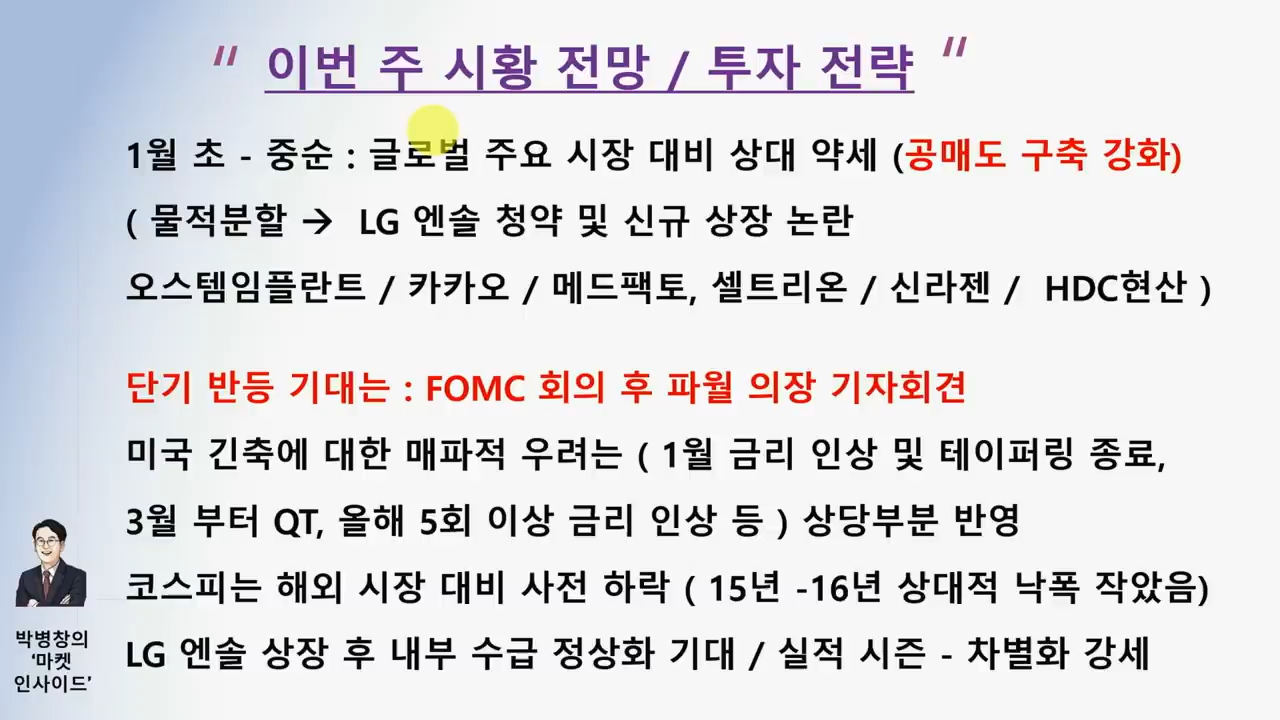 “ 이번 주 시황 전망 / 투자 전략 “
1월 초 - 중순 : 글로벌 주요 시장 대비 상대 약세 (공매도 구축 강화)
( 물적분할 → LG 엔솔 청약 및 신규 상장 논란
오스템임플란트 / 카카오 / 메드팩토, 셀트리온 / 신라젠 / HDC현산 )
단기 반등 기대는 : FOMC 회의 후 파월 의장 기자회견
미국 긴축에 대한 매파적 우려는 ( 1월 금리 인상 및 테이퍼링 종료,
3월 부터 QT, 올해 5회 이상 금리 인상 등 ) 상당부분 반영
코스피는 해외 시장 대비 사전 하락 ( 15년 -16년 상대적 낙폭 작았음)
LG 엔솔 상장 후 내부 수급 정상화 기대 / 실적 시즌 - 차별화 강세
박병창의
‘마켓
인사이드’